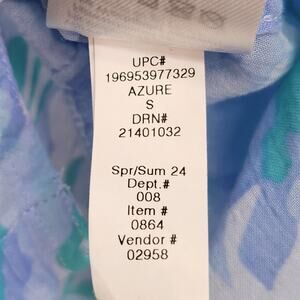 UPC#
196953977329
AZURE
S
DRN#
21401032
Spr/Sum 24
Dept.#
008
Item #
0864
Vendor #
02958